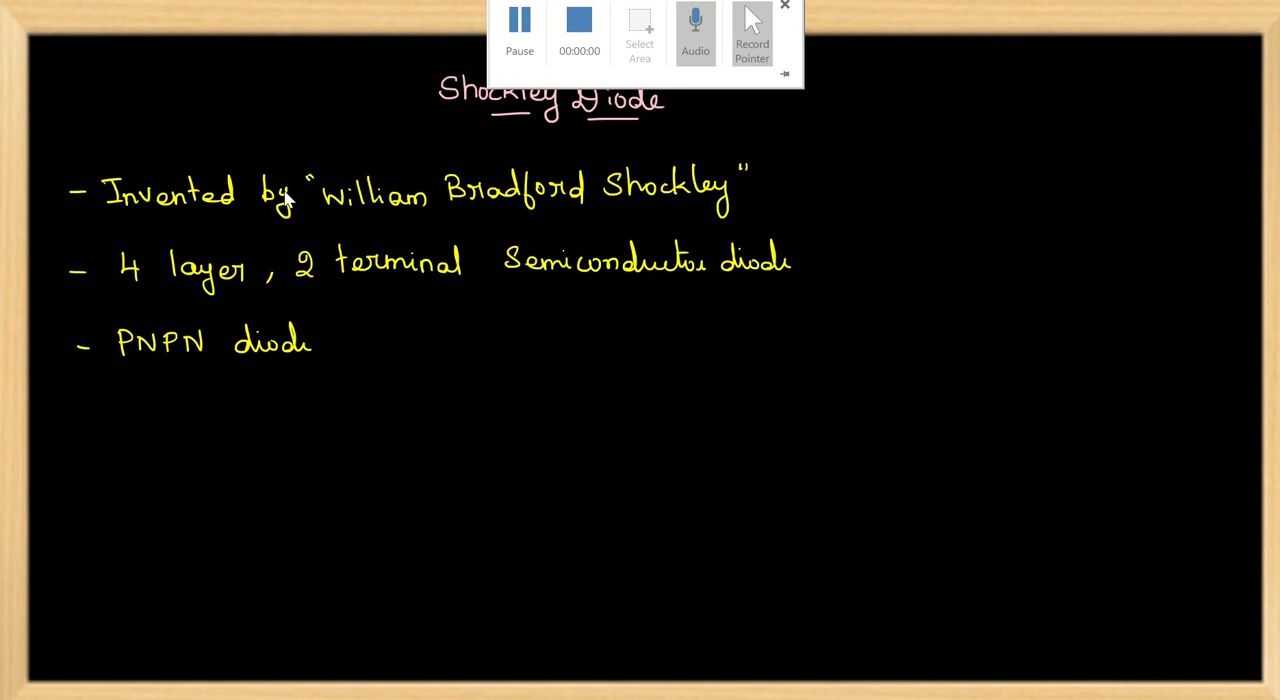 Pause
00:00:00
Select Area
Audio
Record Pointer
Shockley Diode
- Invented by "William Bradford Shockley"
- 4 layer, 2 terminal Semiconductor diode
- PNPN diode